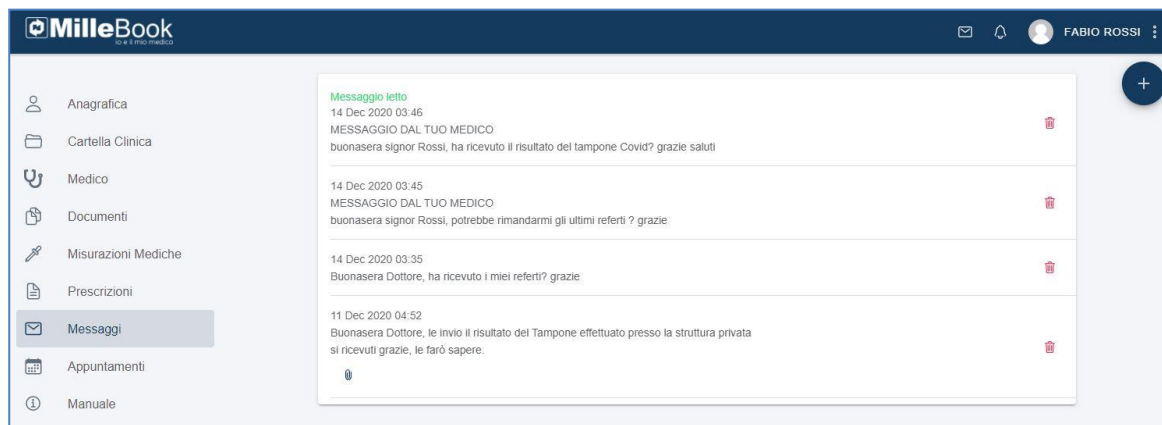 MilleBook
io e il mio medico
FABIO ROSSI
Anagrafica
Cartella Clinica
Medico
Documenti
Misurazioni Mediche
Prescrizioni
Messaggi
Appuntamenti
Manuale
Messaggio letto
14 Dec 2020 03:46
MESSAGGIO DAL TUO MEDICO
buonasera signor Rossi, ha ricevuto il risultato del tampone Covid? grazie saluti
14 Dec 2020 03:45
MESSAGGIO DAL TUO MEDICO
buonasera signor Rossi, potrebbe rimandarmi gli ultimi referti ? grazie
14 Dec 2020 03:35
Buonasera Dottore, ha ricevuto i miei referti? grazie
11 Dec 2020 04:52
Buonasera Dottore, le invio il risultato del Tampone effettuato presso la struttura privata
si ricevuti grazie, le farò sapere.